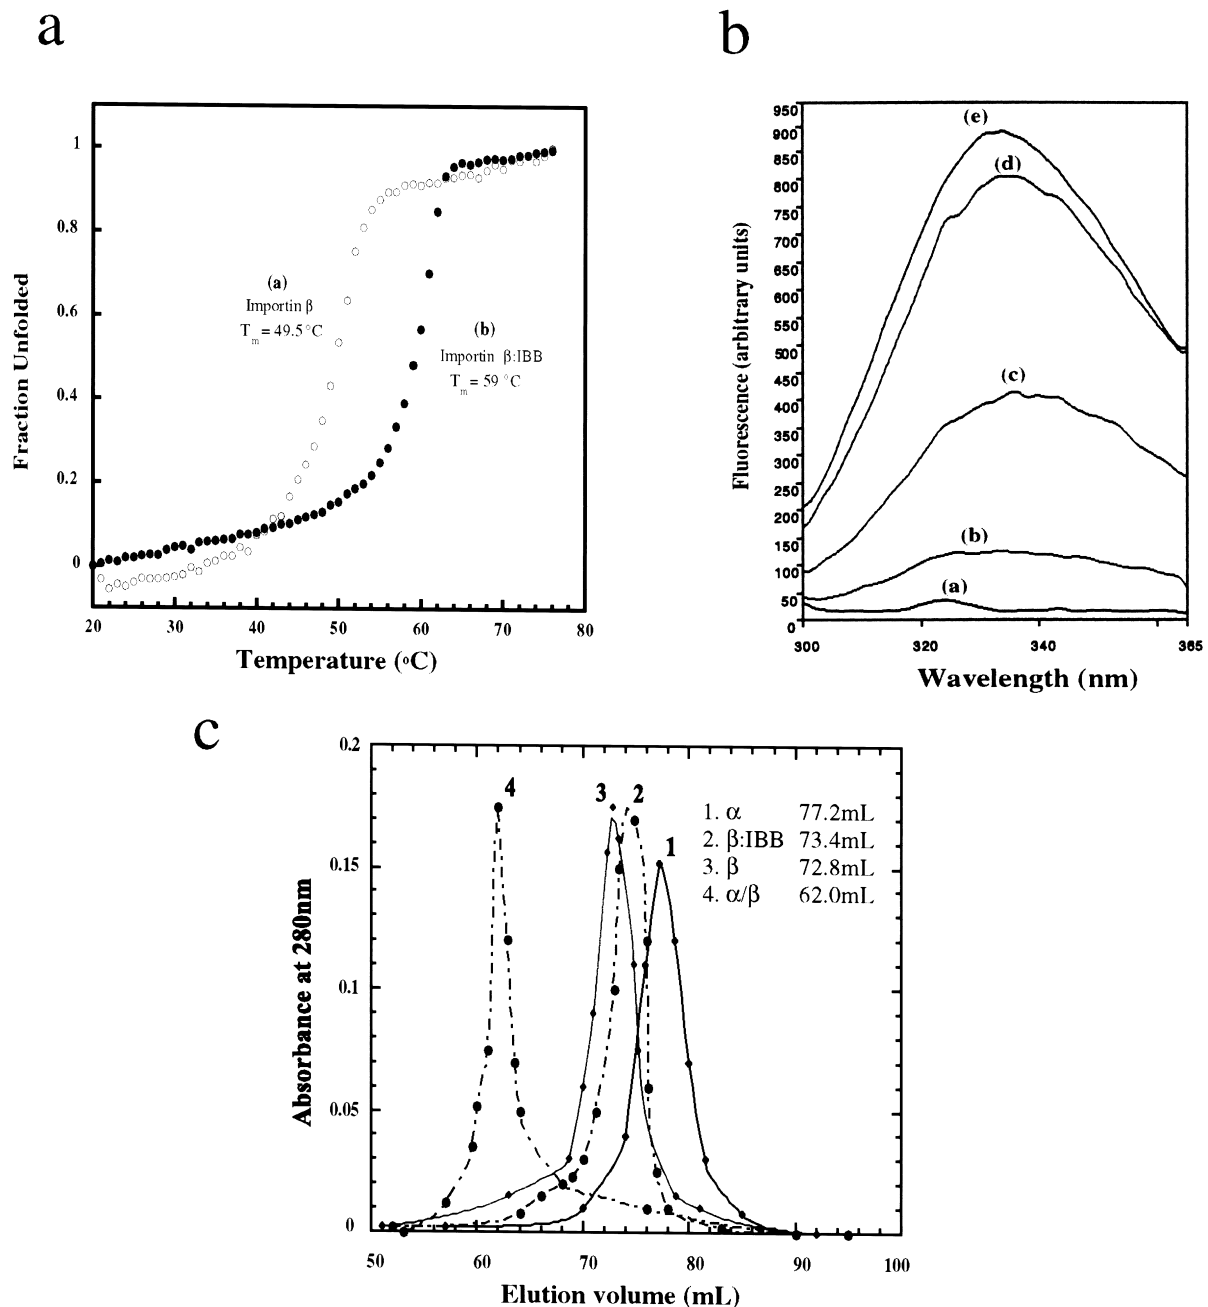 a
1
0.8
0.6
0.4
0.2
0
Fraction Unfolded
(a)
Importin β
Tm = 49.5 °C
(b)
Importin β:IBB
Tm = 59 °C
20 30 40 50 60 70 80
Temperature (oC)
b
950
900
850
800
750
700
650
600
550
500
450
400
350
300
250
200
150
100
50
0
Fluorescence (arbitrary units)
(e)
(d)
(c)
(b)
(a)
300 320 340 365
Wavelength (nm)
c
0.2
0.15
0.1
0.05
0
Absorbance at 280nm
4
3
2
1
1. α 77.2mL
2. β:IBB 73.4mL
3. β 72.8mL
4. α/β 62.0mL
50 60 70 80 90 100
Elution volume (mL)